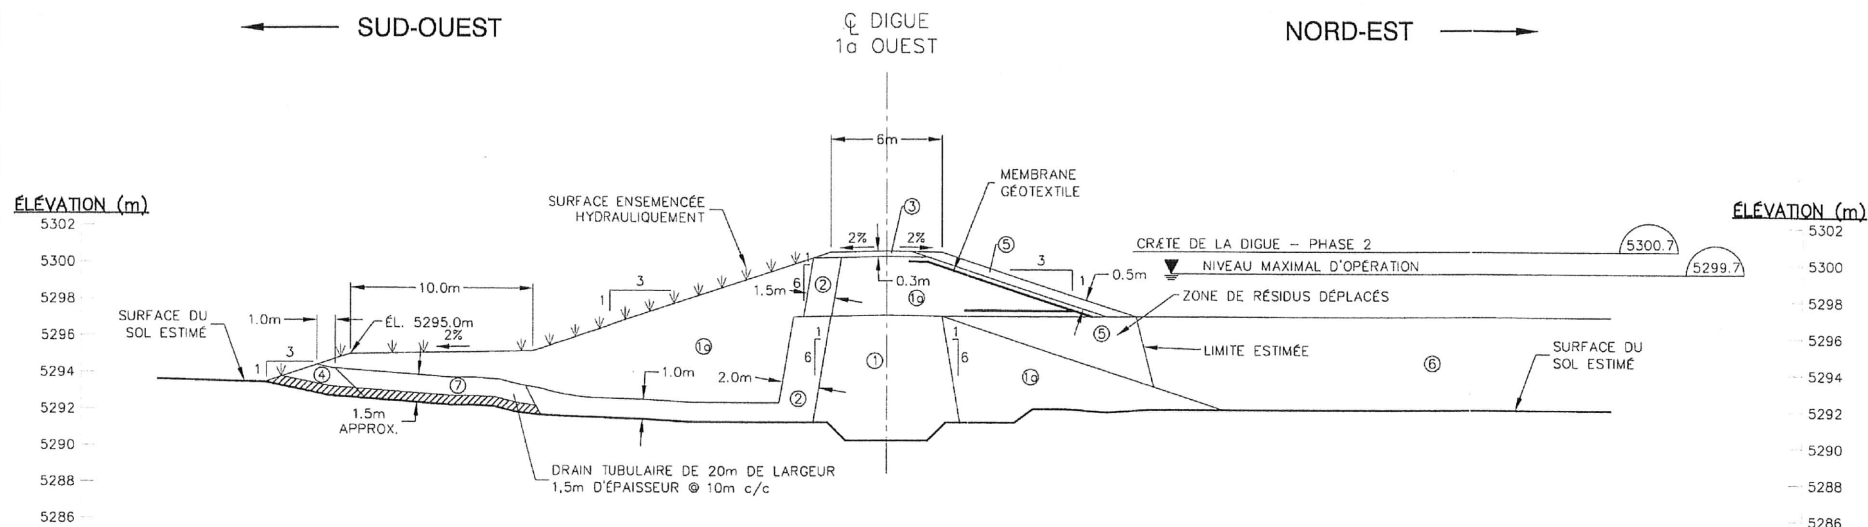 SUD-OUEST
℄ DIGUE
1a OUEST
NORD-EST
6m
MEMBRANE
GÉOTEXTILE
ÉLÉVATION (m)
ÉLÉVATION (m)
SURFACE ENSEMENCÉE
HYDRAULIQUEMENT
3
2%
2%
5
5302
5302
CRÆTE DE LA DIGUE – PHASE 2
5300.7
5300
5300
NIVEAU MAXIMAL D'OPÉRATION
5299.7
3
1
0.5m
1
6
1.5m
2
0.3m
1a
10.0m
3
1
ZONE DE RÉSIDUS DÉPLACÉS
5298
5298
SURFACE DU
SOL ESTIMÉ
1.0m
ÉL. 5295.0m
2%
5
5296
5296
LIMITE ESTIMÉE
SURFACE DU
SOL ESTIMÉ
1a
1
6
1
1
6
6
3
1
4
7
1.0m
2.0m
2
1a
5294
5294
1.5m
APPROX.
5292
5292
5290
5290
DRAIN TUBULAIRE DE 20m DE LARGEUR
1,5m D'ÉPAISSEUR @ 10m c/c
5288
5288
5286
5286